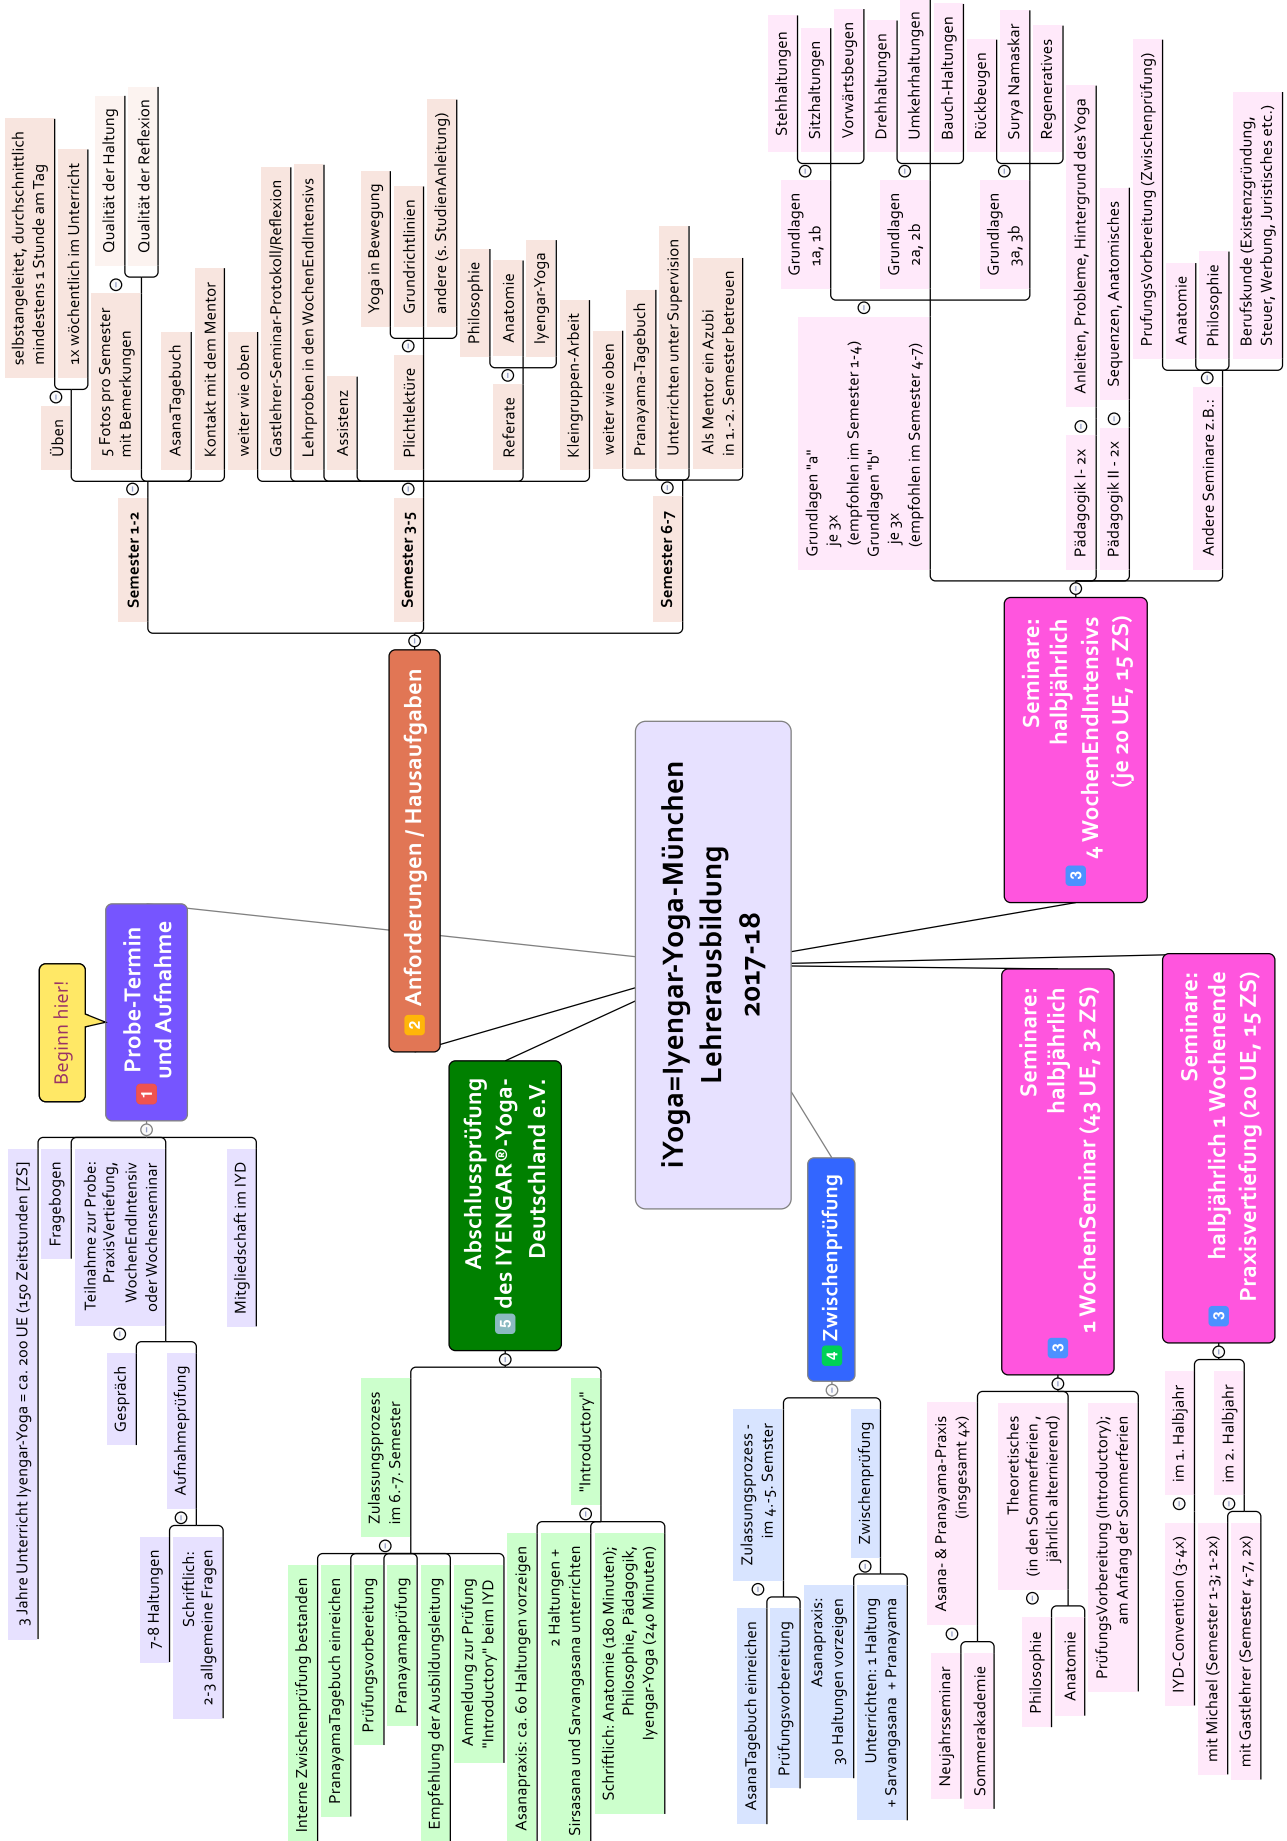 iYoga=Iyengar-Yoga-München
Lehrerausbildung
2017-18
Beginn hier!
1
Probe-Termin
und Aufnahme
3 Jahre Unterricht Iyengar-Yoga = ca. 200 UE (150 Zeitstunden [ZS]
Fragebogen
Teilnahme zur Probe:
PraxisVertiefung,
WochenEndIntensiv
oder Wochenseminar
Gespräch
Aufnahmeprüfung
7-8 Haltungen
Schriftlich:
2-3 allgemeine Fragen
Mitgliedschaft im IYD
2 Anforderungen / Hausaufgaben
Semester 1-2
Üben
selbstangeleitet, durchschnittlich
mindestens 1 Stunde am Tag
1x wöchentlich im Unterricht
5 Fotos pro Semester
mit Bemerkungen
Qualität der Haltung
Qualität der Reflexion
AsanaTagebuch
Kontakt mit dem Mentor
Semester 3-5
weiter wie oben
Gastlehrer-Seminar-Protokoll/Reflexion
Lehrproben in den WochenEndIntensivs
Assistenz
Plichtlektüre
Yoga in Bewegung
Grundrichtlinien
andere (s. StudienAnleitung)
Referate
Philosophie
Anatomie
Iyengar-Yoga
Kleingruppen-Arbeit
Semester 6-7
weiter wie oben
Pranayama-Tagebuch
Unterrichten unter Supervision
Als Mentor ein Azubi
in 1.-2. Semester betreuen
3
Seminare:
halbjährlich
4 WochenEndIntensivs
(je 20 UE, 15 ZS)
Grundlagen "a"
je 3x
(empfohlen im Semester 1-4)
Grundlagen "b"
je 3x
(empfohlen im Semester 4-7)
Grundlagen
1a, 1b
Stehhaltungen
Sitzhaltungen
Vorwärtsbeugen
Grundlagen
2a, 2b
Drehhaltungen
Umkehrhaltungen
Bauch-Haltungen
Grundlagen
3a, 3b
Rückbeugen
Surya Namaskar
Regeneratives
Pädagogik I - 2x
Anleiten, Probleme, Hintergrund des Yoga
Pädagogik II - 2x
Sequenzen, Anatomisches
Andere Seminare z.B.:
PrüfungsVorbereitung (Zwischenprüfung)
Anatomie
Philosophie
Berufskunde (Existenzgründung,
Steuer, Werbung, Juristisches etc.)
3
Seminare:
halbjährlich
1 WochenSeminar (43 UE, 32 ZS)
Asana- & Pranayama-Praxis
(insgesamt 4x)
Neujahrsseminar
Sommerakademie
Theoretisches
(in den Sommerferien ,
jährlich alternierend)
Philosophie
Anatomie
PrüfungsVorbereitung (Introductory);
am Anfang der Sommerferien
3
Seminare:
halbjährlich 1 Wochenende
Praxisvertiefung (20 UE, 15 ZS)
im 1. Halbjahr
IYD-Convention (3-4x)
im 2. Halbjahr
mit Michael (Semester 1-3; 1-2x)
mit Gastlehrer (Semester 4-7, 2x)
4 Zwischenprüfung
Zulassungsprozess -
im 4.-5. Semster
AsanaTagebuch einreichen
Prüfungsvorbereitung
Zwischenprüfung
Asanapraxis:
30 Haltungen vorzeigen
Unterrichten: 1 Haltung
+ Sarvangasana + Pranayama
5
Abschlussprüfung
des IYENGAR®-Yoga-
Deutschland e.V.
Zulassungsprozess
im 6.-7. Semester
Interne Zwischenprüfung bestanden
PranayamaTagebuch einreichen
Prüfungsvorbereitung
Pranayamaprüfung
Empfehlung der Ausbildungsleitung
Anmeldung zur Prüfung
"Introductory" beim IYD
"Introductory"
Asanapraxis: ca. 60 Haltungen vorzeigen
2 Haltungen +
Sirsasana und Sarvangasana unterrichten
Schriftlich: Anatomie (180 Minuten);
Philosophie, Pädagogik,
Iyengar-Yoga (240 Minuten)